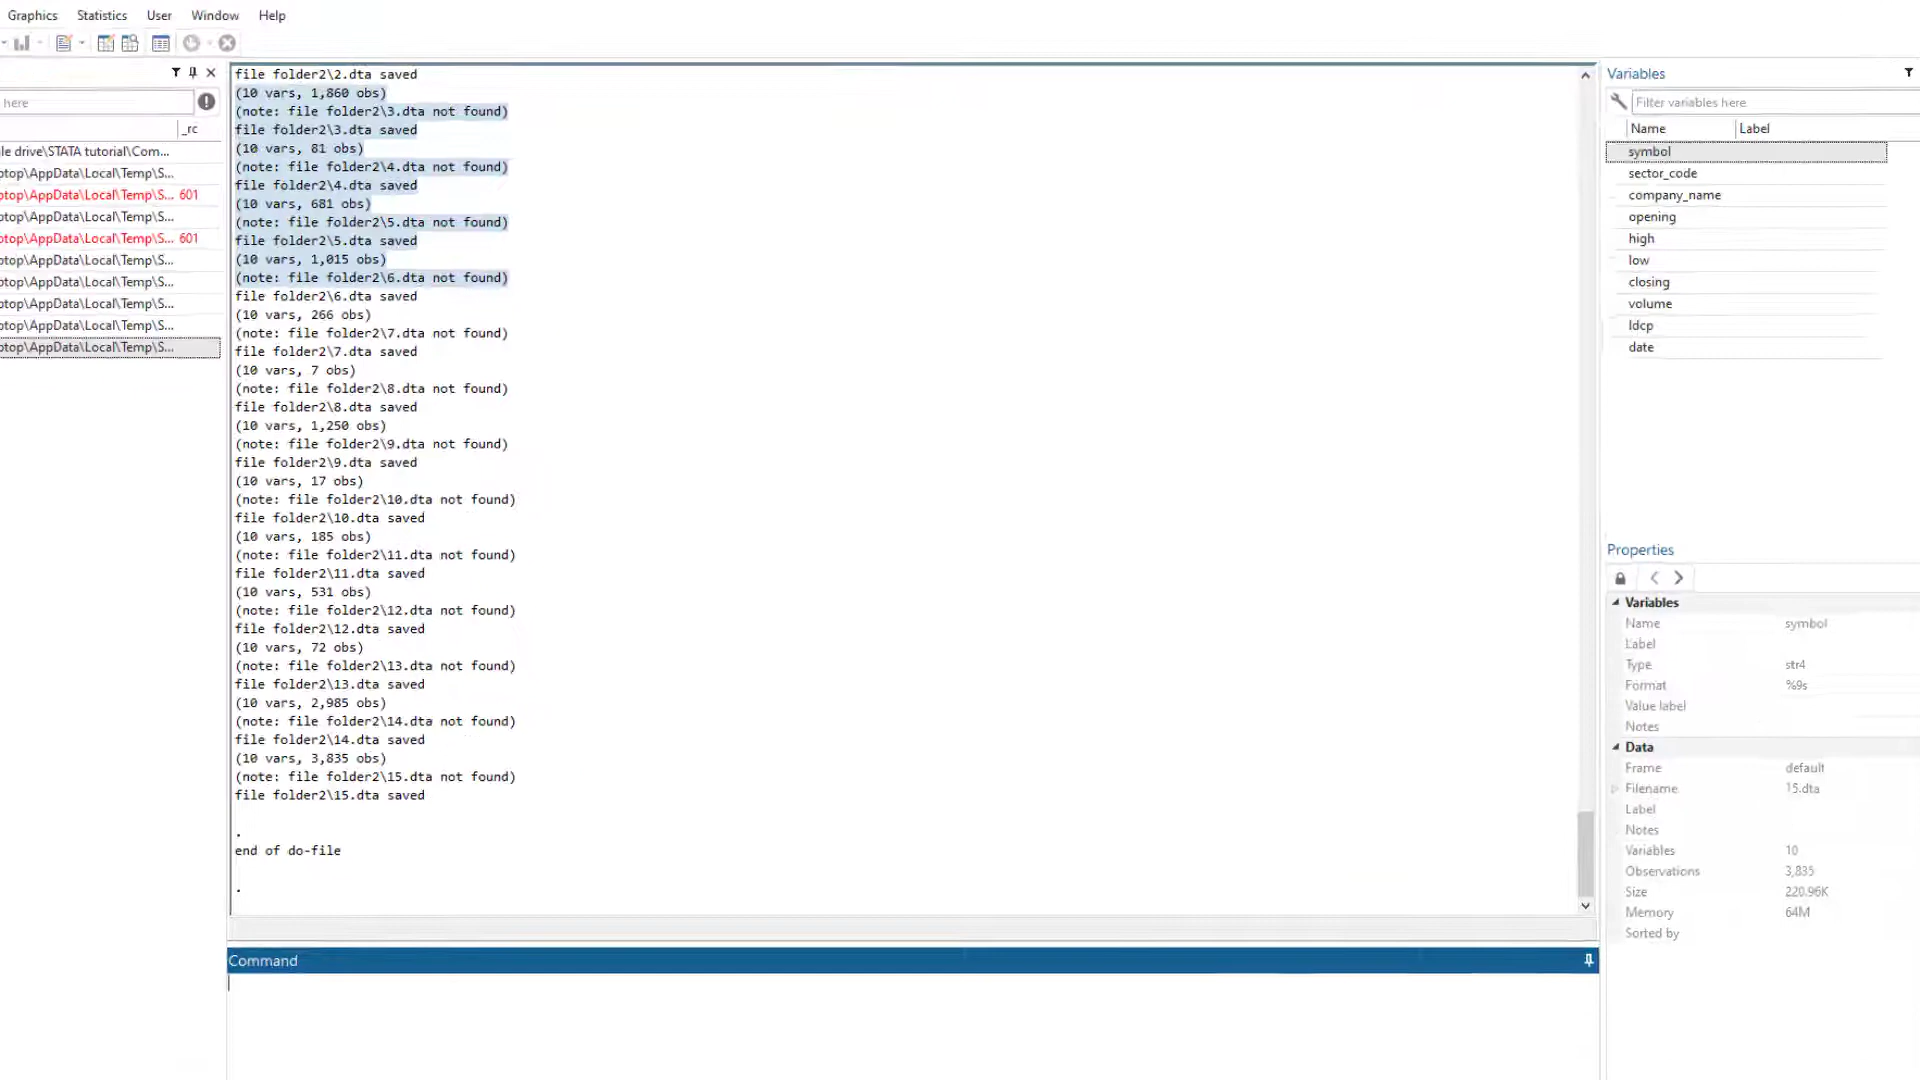 Graphics Statistics User Window Help
here
_rc
le drive\STATA tutorial\Com...
ptop\AppData\Local\Temp\S...
ptop\AppData\Local\Temp\S... 601
ptop\AppData\Local\Temp\S...
ptop\AppData\Local\Temp\S... 601
ptop\AppData\Local\Temp\S...
ptop\AppData\Local\Temp\S...
ptop\AppData\Local\Temp\S...
ptop\AppData\Local\Temp\S...
ptop\AppData\Local\Temp\S...
file folder2\2.dta saved
(10 vars, 1,860 obs)
(note: file folder2\3.dta not found)
file folder2\3.dta saved
(10 vars, 81 obs)
(note: file folder2\4.dta not found)
file folder2\4.dta saved
(10 vars, 681 obs)
(note: file folder2\5.dta not found)
file folder2\5.dta saved
(10 vars, 1,015 obs)
(note: file folder2\6.dta not found)
file folder2\6.dta saved
(10 vars, 266 obs)
(note: file folder2\7.dta not found)
file folder2\7.dta saved
(10 vars, 7 obs)
(note: file folder2\8.dta not found)
file folder2\8.dta saved
(10 vars, 1,250 obs)
(note: file folder2\9.dta not found)
file folder2\9.dta saved
(10 vars, 17 obs)
(note: file folder2\10.dta not found)
file folder2\10.dta saved
(10 vars, 185 obs)
(note: file folder2\11.dta not found)
file folder2\11.dta saved
(10 vars, 531 obs)
(note: file folder2\12.dta not found)
file folder2\12.dta saved
(10 vars, 72 obs)
(note: file folder2\13.dta not found)
file folder2\13.dta saved
(10 vars, 2,985 obs)
(note: file folder2\14.dta not found)
file folder2\14.dta saved
(10 vars, 3,835 obs)
(note: file folder2\15.dta not found)
file folder2\15.dta saved
.
end of do-file
.
Command
Variables
Filter variables here
Name Label
symbol
sector_code
company_name
opening
high
low
closing
volume
ldcp
date
Properties
Variables
Name symbol
Label
Type str4
Format %9s
Value label
Notes
Data
Frame default
Filename 15.dta
Label
Notes
Variables 10
Observations 3,835
Size 220.96K
Memory 64M
Sorted by